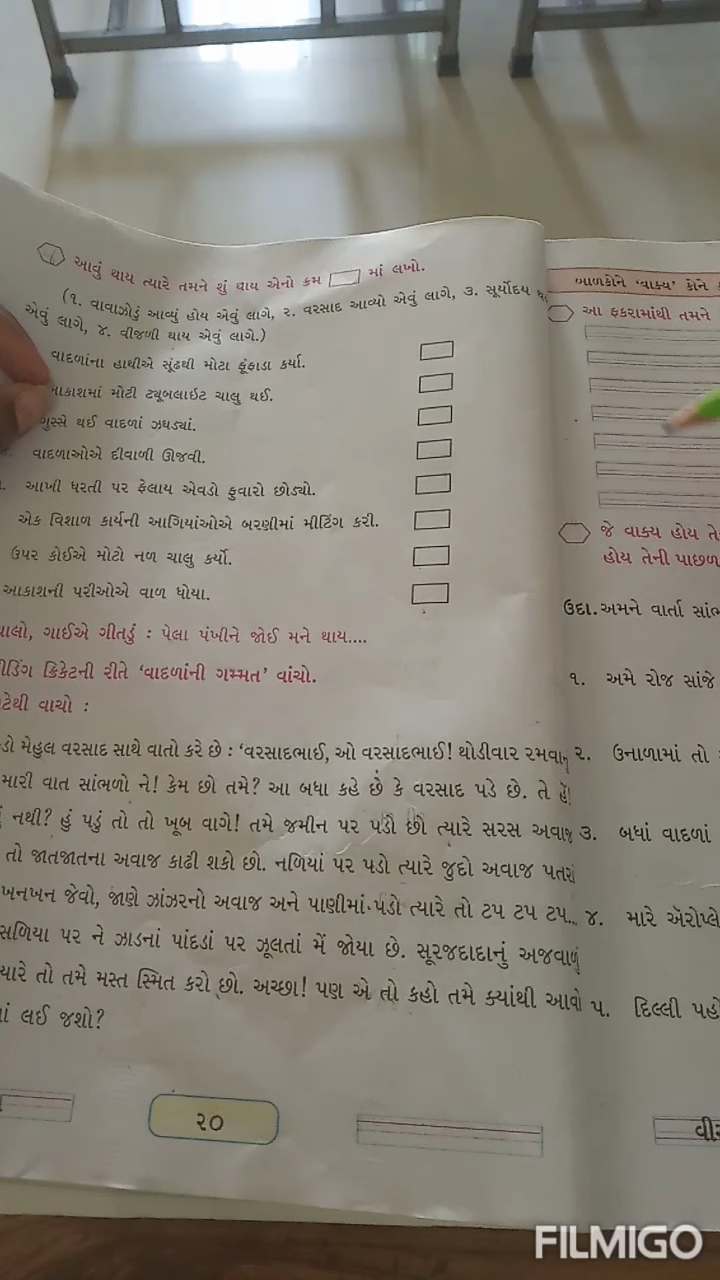 આવું થાય ત્યારે તમને શું થાય એનો ક્રમ માં લખો.
(૧. વાવાઝોડું આવ્યું હોય એવું લાગે, ૨. વરસાદ આવ્યો એવું લાગે, ૩. સૂર્યોદય
એવું લાગે, ૪. વીજળી થાય એવું લાગે.)
વાદળાંના હાથીએ સૂંઢથી મોટા ફૂંફાડા કર્યા.
આકાશમાં મોટી ટ્યૂબલાઇટ ચાલુ થઈ.
ગુસ્સે થઈ વાદળાં ઝઘડ્યાં.
વાદળાઓએ દીવાળી ઊજવી.
આખી ધરતી પર ફેલાય એવડો ફુવારો છોડ્યો.
એક વિશાળ કાર્યની આગિયાંઓએ બરણીમાં મીટિંગ કરી.
ઉપર કોઈએ મોટો નળ ચાલુ કર્યો.
આકાશની પરીઓએ વાળ ધોયા.
ગાઈએ ગીતડું : પેલા પંખીને જોઈ મને થાય....
ક્રિકેટની રીતે ‘વાદળાંની ગમ્મત’ વાંચો.
વાચો :
મેહુલ વરસાદ સાથે વાતો કરે છે : ‘વરસાદભાઈ, ઓ વરસાદભાઈ! થોડીવાર
મારી વાત સાંભળો ને! કેમ છો તમે? આ બધા કહે છે કે વરસાદ પડે છે. તે હેં!
નથી? હું પડું તો તો ખૂબ વાગે! તમે જમીન પર પડો છો ત્યારે સરસ
તો જાતજાતના અવાજ કાઢી શકો છો. નળિયાં પર પડો ત્યારે જુદો અવાજ
ખનખન જેવો, જાણે ઝાંઝરનો અવાજ અને પાણીમાં પડો ત્યારે તો ટપ ટપ ટપ...
સળિયા પર ને ઝાડનાં પાંદડાં પર ઝૂલતાં મેં જોયા છે. સૂરજદાદાનું અજવાળું
તો તમે મસ્ત સ્મિત કરો છો. અચ્છા! પણ એ તો કહો તમે ક્યાંથી આવો
લઈ જશો?
૨૦
બાળકોને ‘વાક્ય’ કોને
આ ફકરામાંથી તમને
જે વાક્ય હોય
હોય તેની પાછળ
ઉદા. અમને વાર્તા
૧. અમે રોજ સાંજે
૨. ઉનાળામાં તો
૩. બધાં વાદળાં
૪. મારે
૫. દિલ્લી
FILMIGO